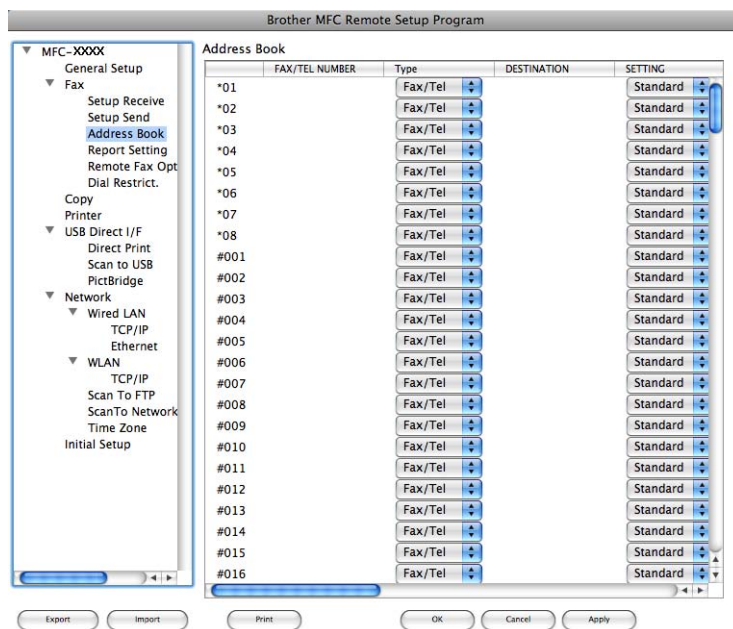 Brother MFC Remote Setup Program
MFC-XXXX
General Setup
Fax
Setup Receive
Setup Send
Address Book
Report Setting
Remote Fax Opt
Dial Restrict.
Copy
Printer
USB Direct I/F
Direct Print
Scan to USB
PictBridge
Network
Wired LAN
TCP/IP
Ethernet
WLAN
TCP/IP
Scan To FTP
ScanTo Network
Time Zone
Initial Setup
Address Book
FAX/TEL NUMBER Type DESTINATION SETTING
*01 Fax/Tel Standard
*02 Fax/Tel Standard
*03 Fax/Tel Standard
*04 Fax/Tel Standard
*05 Fax/Tel Standard
*06 Fax/Tel Standard
*07 Fax/Tel Standard
*08 Fax/Tel Standard
#001 Fax/Tel Standard
#002 Fax/Tel Standard
#003 Fax/Tel Standard
#004 Fax/Tel Standard
#005 Fax/Tel Standard
#006 Fax/Tel Standard
#007 Fax/Tel Standard
#008 Fax/Tel Standard
#009 Fax/Tel Standard
#010 Fax/Tel Standard
#011 Fax/Tel Standard
#012 Fax/Tel Standard
#013 Fax/Tel Standard
#014 Fax/Tel Standard
#015 Fax/Tel Standard
#016 Fax/Tel Standard
Export Import Print OK Cancel Apply